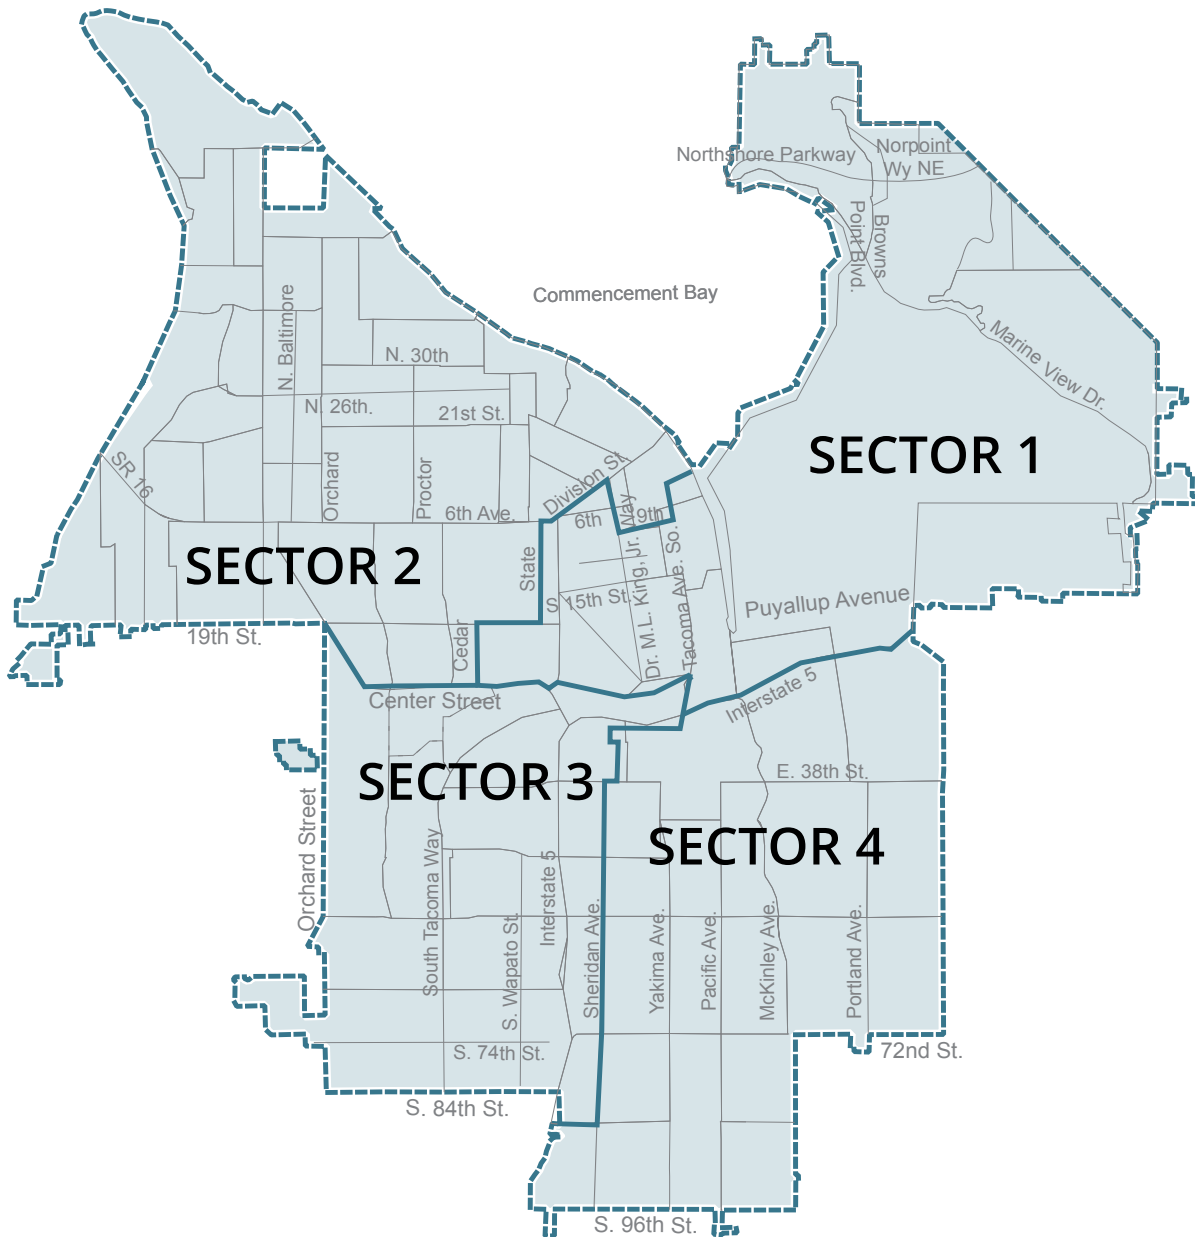 Northshore Parkway
Norpoint
Wy NE
Browns
Point Blvd.
Commencement Bay
N. Baltimore
N. 30th
Marine View Dr.
N. 26th.
21st St.
SECTOR 1
SR 16
Orchard
Proctor
Division St.
6th Ave.
6th
9th
Dr. M.L. King, Jr. Way
SECTOR 2
State
Tacoma Ave. So.
S 15th St.
Puyallup Avenue
19th St.
Cedar
Center Street
Interstate 5
SECTOR 3
E. 38th St.
Orchard Street
SECTOR 4
South Tacoma Way
S. Wapato St.
Interstate 5
Sheridan Ave.
Yakima Ave.
Pacific Ave.
McKinley Ave.
Portland Ave.
S. 74th St.
72nd St.
S. 84th St.
S. 96th St.